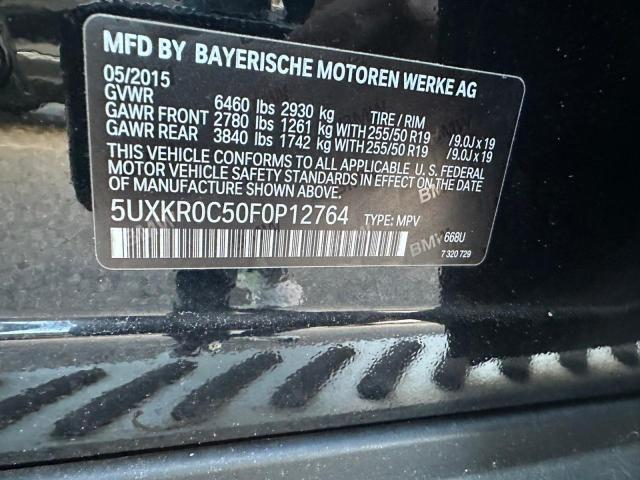 MFD BY BAYERISCHE MOTOREN WERKE AG
05/2015
GVWR 6460 lbs 2930 kg TIRE / RIM
GAWR FRONT 2780 lbs 1261 kg WITH 255/50 R19 /9.0J x 19
GAWR REAR 3840 lbs 1742 kg WITH 255/50 R19 /9.0J x 19
THIS VEHICLE CONFORMS TO ALL APPLICABLE U.S. FEDERAL
MOTOR VEHICLE SAFETY STANDARDS IN EFFECT ON THE DATE OF
MANUFACTURE SHOWN ABOVE.
5UXKR0C50F0P12764 TYPE: MPV
668U
7 320 729